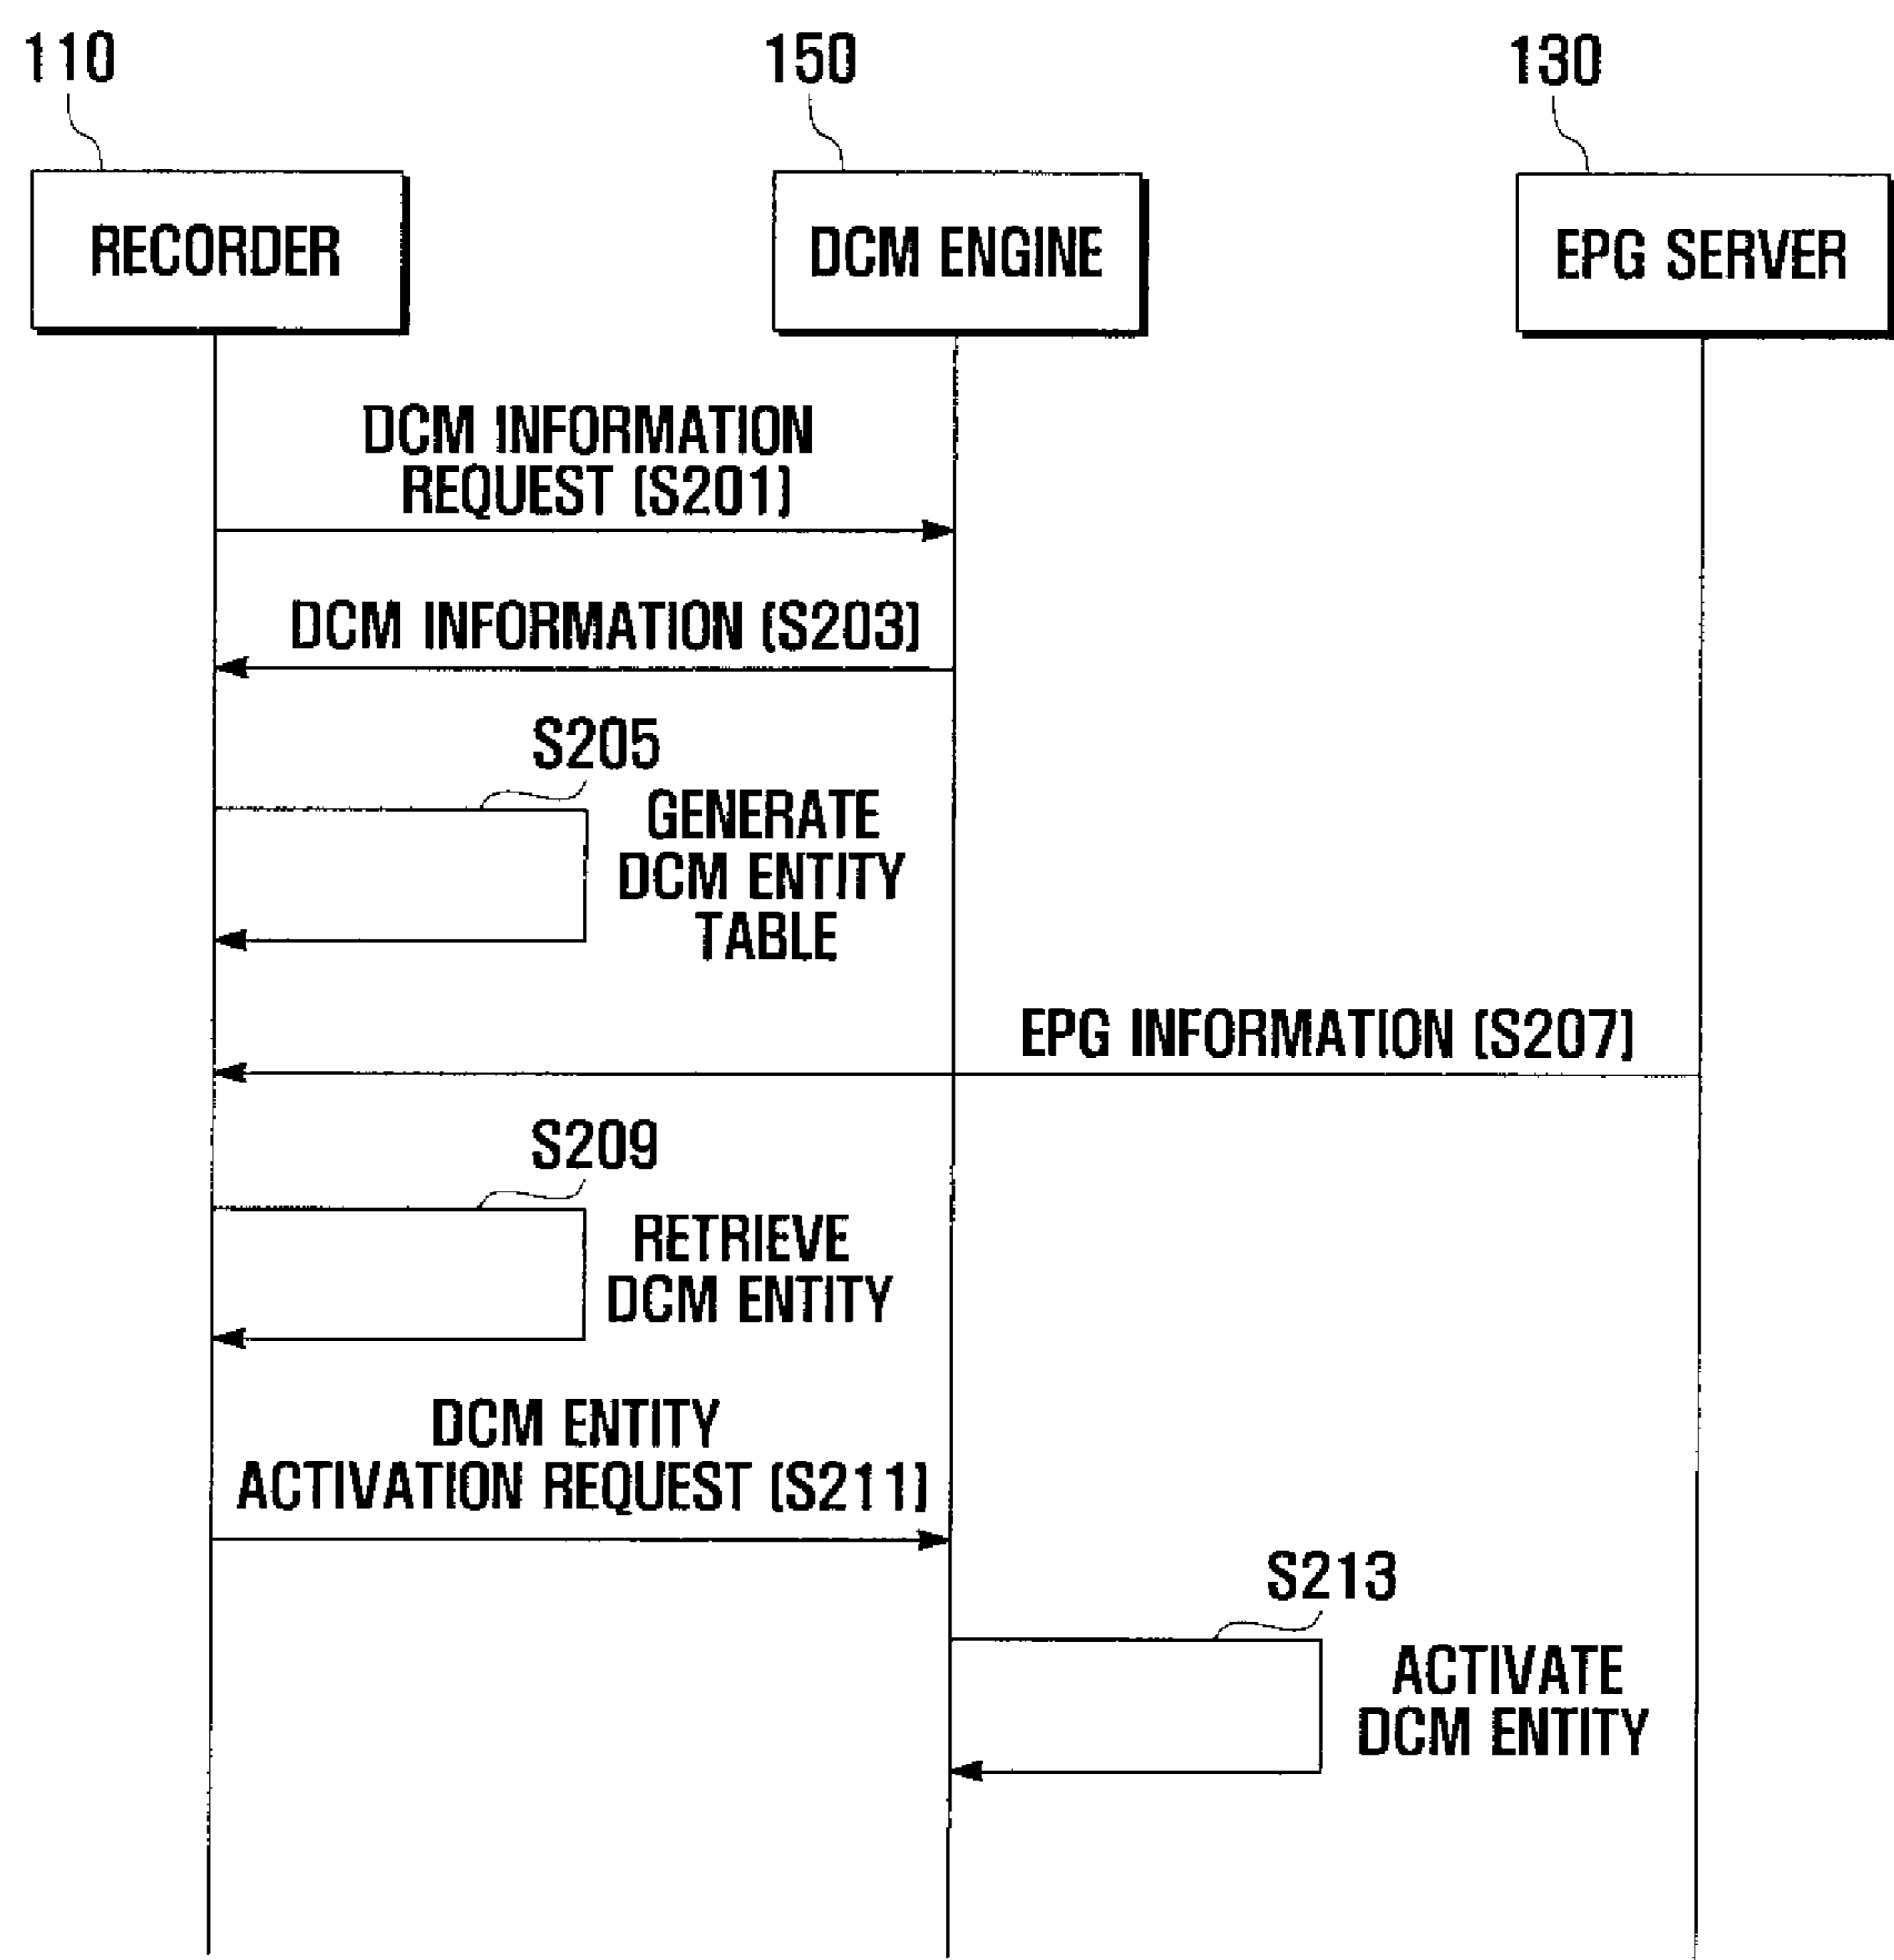 110
150
130
RECORDER
DCM ENGINE
EPG SERVER
DCM INFORMATION
REQUEST (S201)
DCM INFORMATION (S203)
S205
GENERATE
DCM ENTITY
TABLE
EPG INFORMATION (S207)
S209
RETRIEVE
DCM ENTITY
DCM ENTITY
ACTIVATION REQUEST (S211)
S213
ACTIVATE
DCM ENTITY